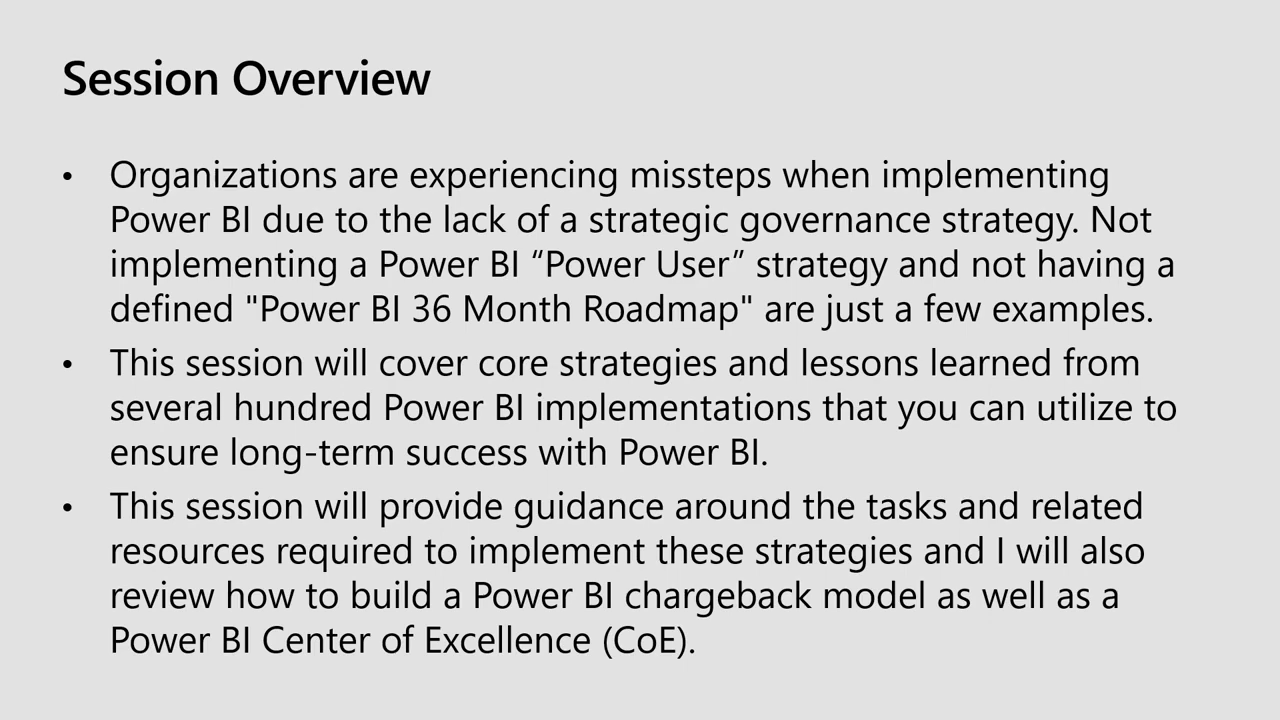 Session Overview
• Organizations are experiencing missteps when implementing
Power BI due to the lack of a strategic governance strategy. Not
implementing a Power BI “Power User” strategy and not having a
defined "Power BI 36 Month Roadmap" are just a few examples.
• This session will cover core strategies and lessons learned from
several hundred Power BI implementations that you can utilize to
ensure long-term success with Power BI.
• This session will provide guidance around the tasks and related
resources required to implement these strategies and I will also
review how to build a Power BI chargeback model as well as a
Power BI Center of Excellence (CoE).